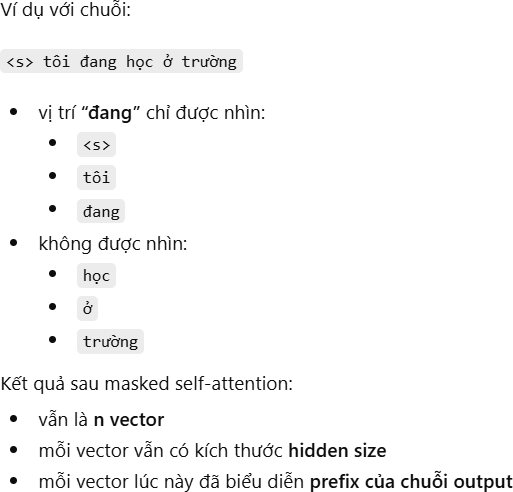 Ví dụ với chuỗi:
<s> tôi đang học ở trường
• vị trí “đang” chỉ được nhìn:
• <s>
• tôi
• đang
• không được nhìn:
• học
• ở
• trường
Kết quả sau masked self-attention:
• vẫn là n vector
• mỗi vector vẫn có kích thước hidden size
• mỗi vector lúc này đã biểu diễn prefix của chuỗi output